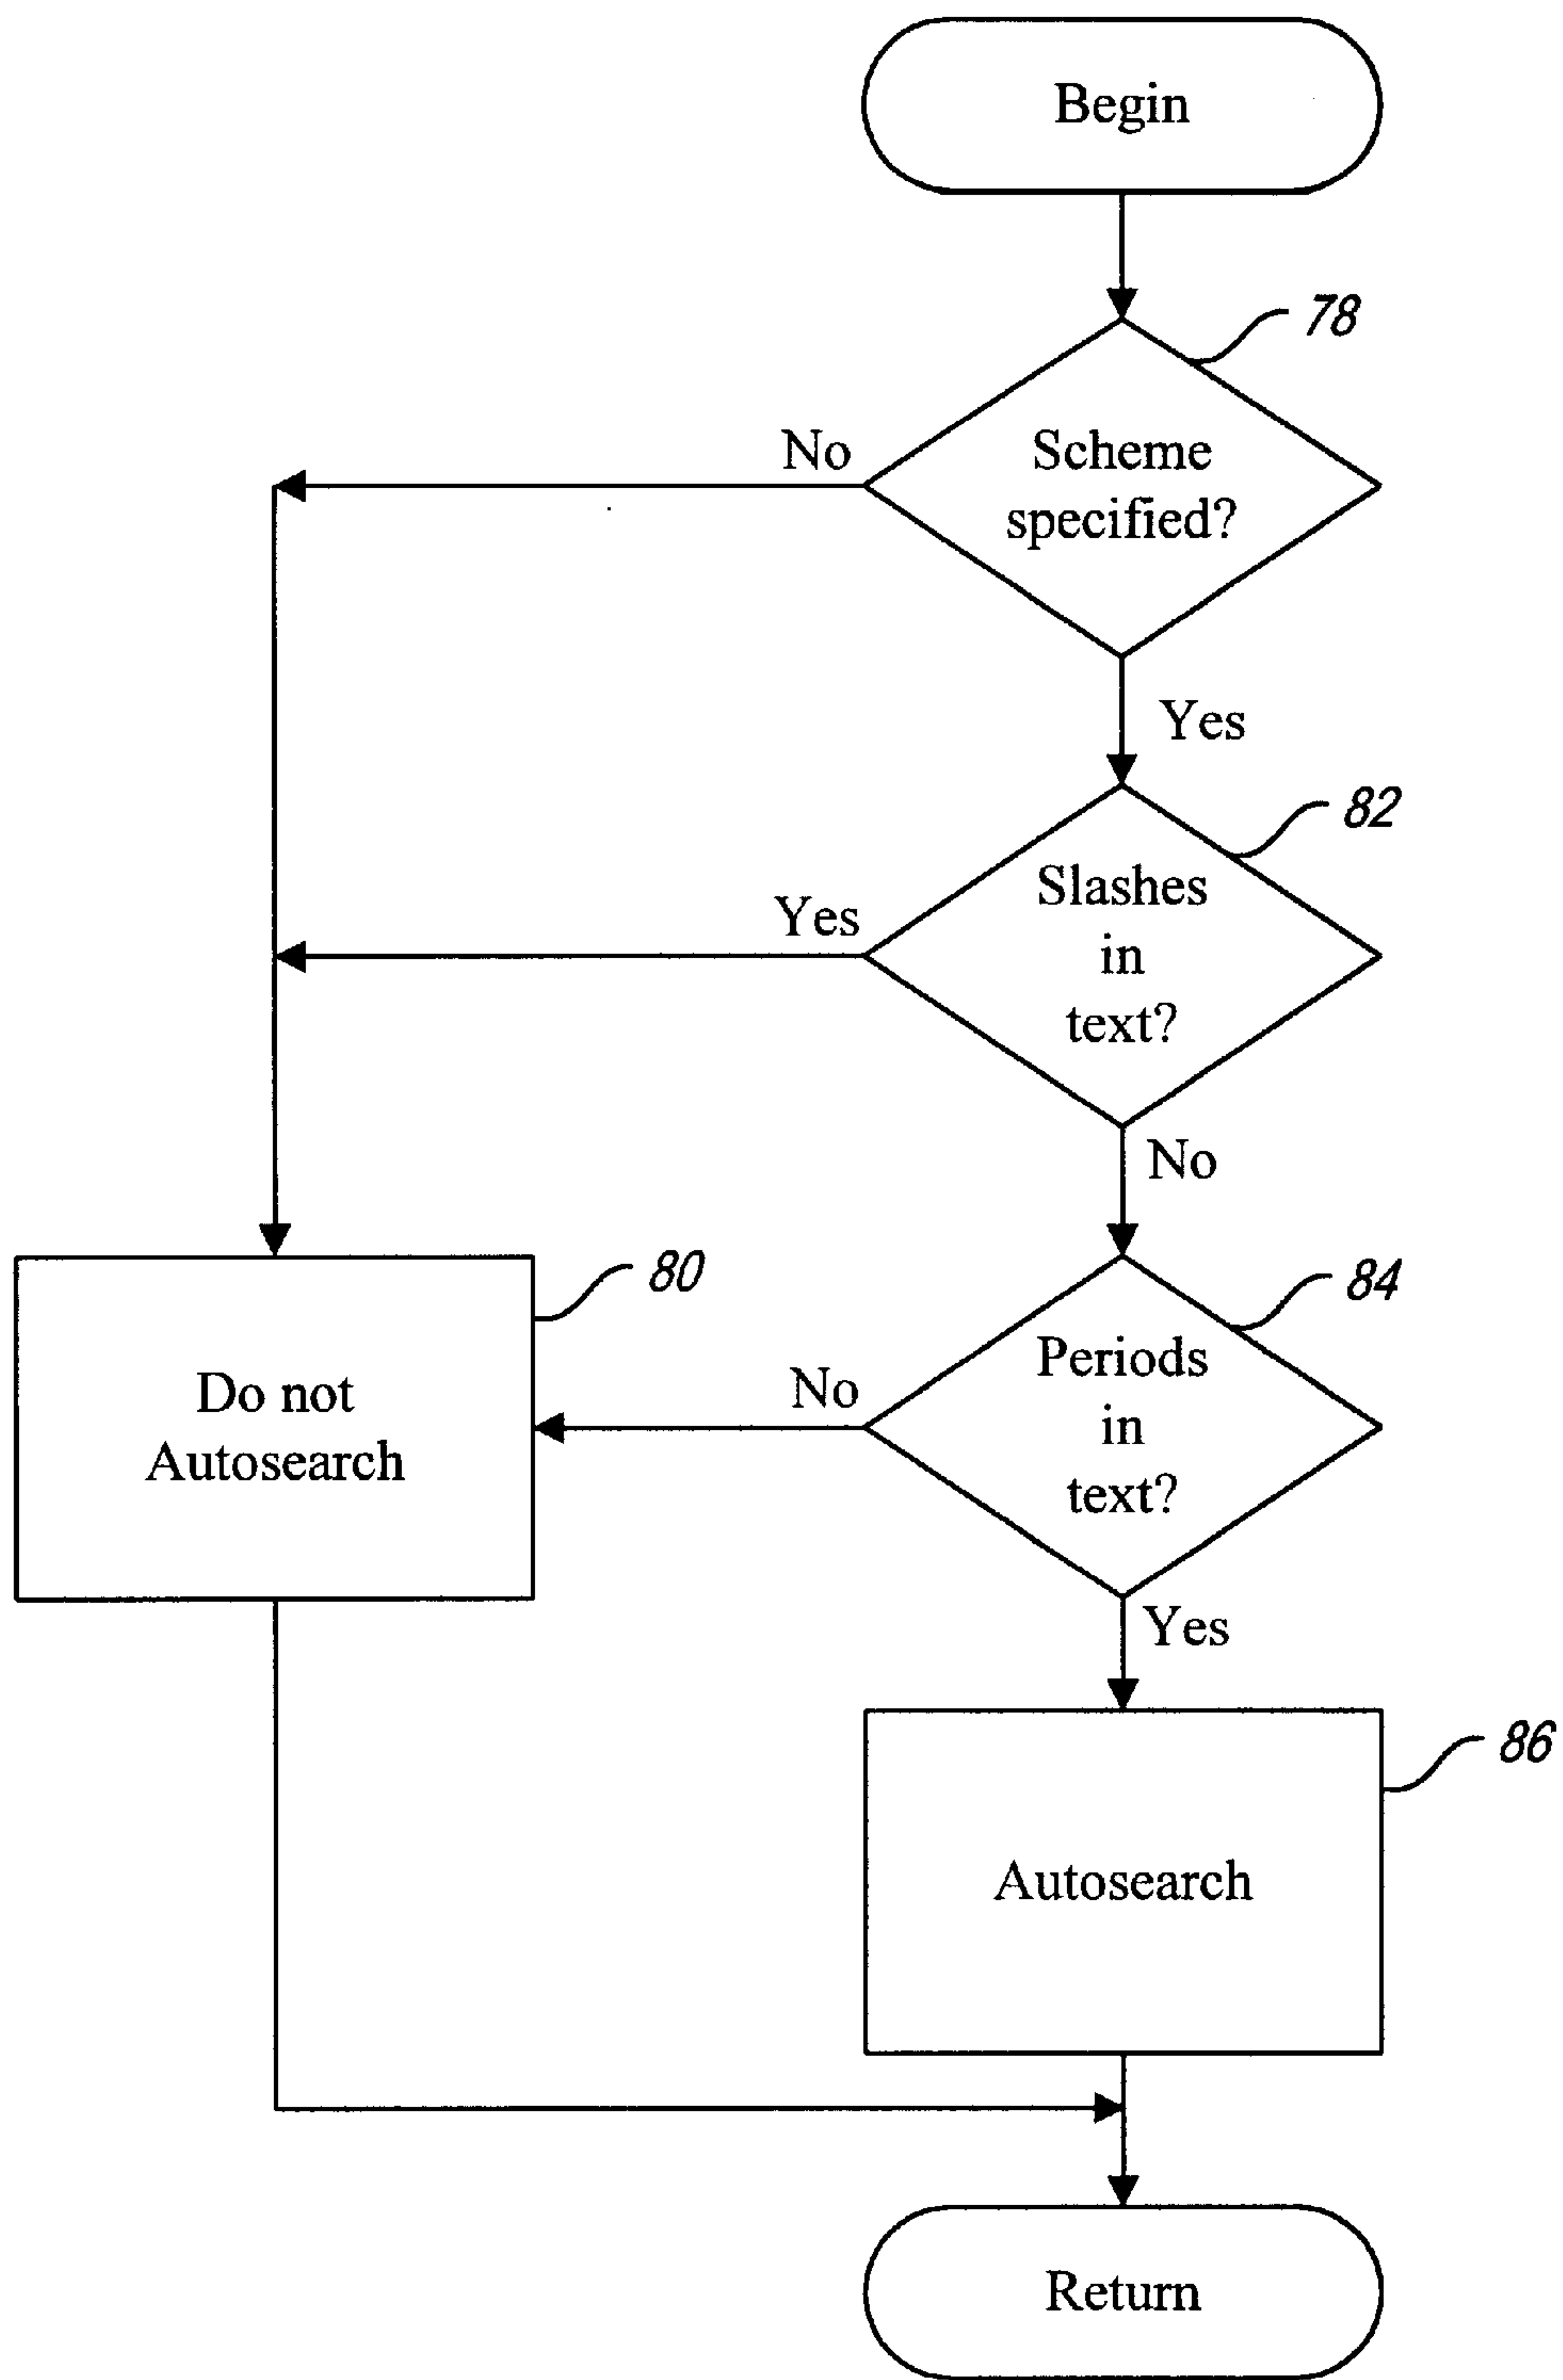 Begin
78
No
Scheme
specified?
Yes
82
Yes
Slashes
in
text?
No
80
84
Do not
Autosearch
No
Periods
in
text?
Yes
86
Autosearch
Return